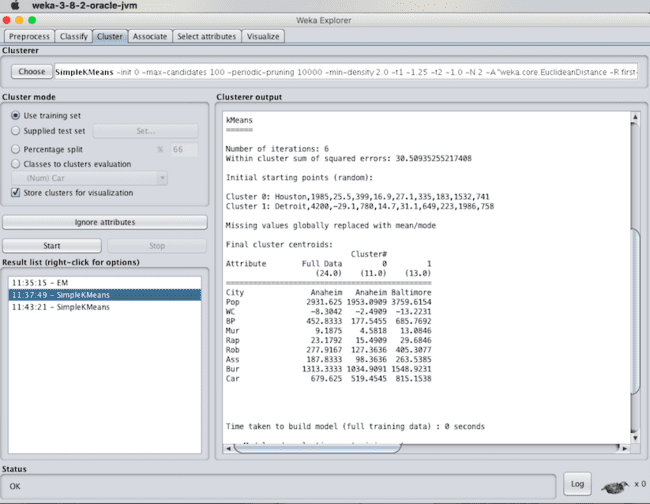 weka-3-8-2-oracle-jvm
Weka Explorer
Preprocess Classify Cluster Associate Select attributes Visualize
Clusterer
Choose SimpleKMeans -init 0 -max-candidates 100 -periodic-pruning 10000 -min-density 2.0 -t1 -1.25 -t2 -1.0 -N 2 -A "weka.core.EuclideanDistance -R first
Cluster mode
Use training set
Supplied test set Set...
Percentage split % 66
Classes to clusters evaluation
(Num) Car
Store clusters for visualization
Ignore attributes
Start Stop
Result list (right-click for options)
11:35:15 - EM
11:37:49 - SimpleKMeans
11:43:21 - SimpleKMeans
Clusterer output
kMeans
======
Number of iterations: 6
Within cluster sum of squared errors: 30.50935255217408
Initial starting points (random):
Cluster 0: Houston,1985,25.5,399,16.9,27.1,335,183,1532,741
Cluster 1: Detroit,4200,-29.1,780,14.7,31.1,649,223,1986,758
Missing values globally replaced with mean/mode
Final cluster centroids:
Cluster#
Attribute Full Data 0 1
(24.0) (11.0) (13.0)
============================================
City Anaheim Anaheim Baltimore
Pop 2931.625 1953.0909 3759.6154
WC -8.3042 -2.4909 -13.2231
BP 452.8333 177.5455 685.7692
Mur 9.1875 4.5818 13.0846
Rap 23.1792 15.4909 29.6846
Rob 277.9167 127.3636 405.3077
Ass 187.8333 98.3636 263.5385
Bur 1313.3333 1034.9091 1548.9231
Car 679.625 519.4545 815.1538
Time taken to build model (full training data) : 0 seconds
Status
OK
Log
x 0